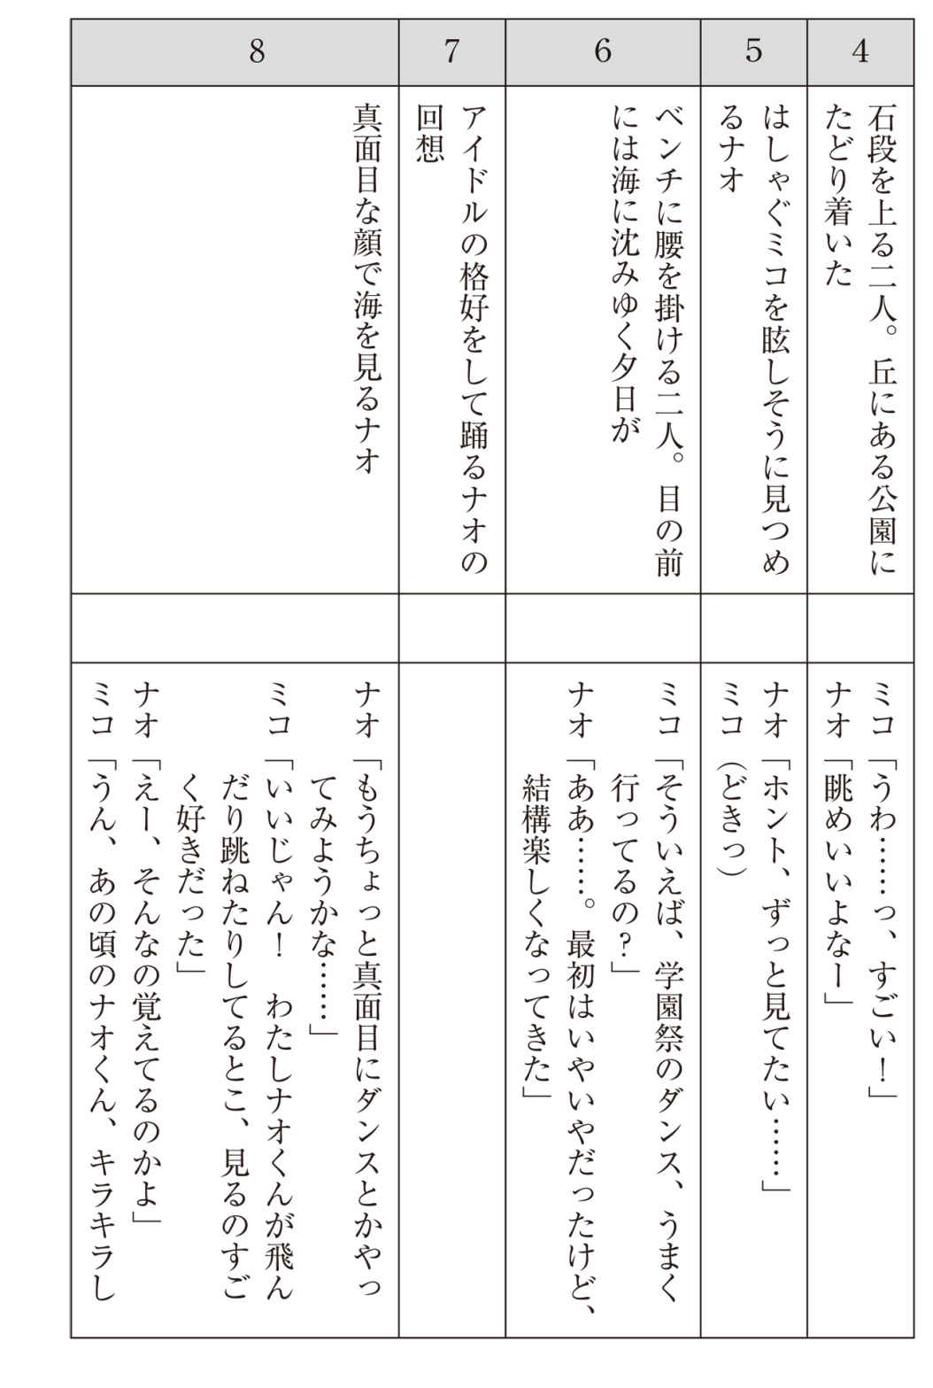 4
石段を上る二人。丘にある公園に
たどり着いた
ミコ「うわ……っ、すごい！」
ナオ「眺めいいよなー」
5
はしゃぐミコを眩しそうに見つめ
るナオ
ナオ「ホント、ずっと見てたい……」
ミコ（どきっ）
6
ベンチに腰を掛ける二人。目の前
には海に沈みゆく夕日が
ミコ「そういえば、学園祭のダンス、うまく
行ってるの？」
ナオ「ああ……。最初はいやいやだったけど、
結構楽しくなってきた」
7
アイドルの格好をして踊るナオの
回想
8
真面目な顔で海を見るナオ
ナオ「もうちょっと真面目にダンスとかやっ
てみようかな……」
ミコ「いいじゃん！　わたしナオくんが飛ん
だり跳ねたりしてるとこ、見るのすご
く好きだった」
ナオ「えー、そんなの覚えてるのかよ」
ミコ「うん、あの頃のナオくん、キラキラし